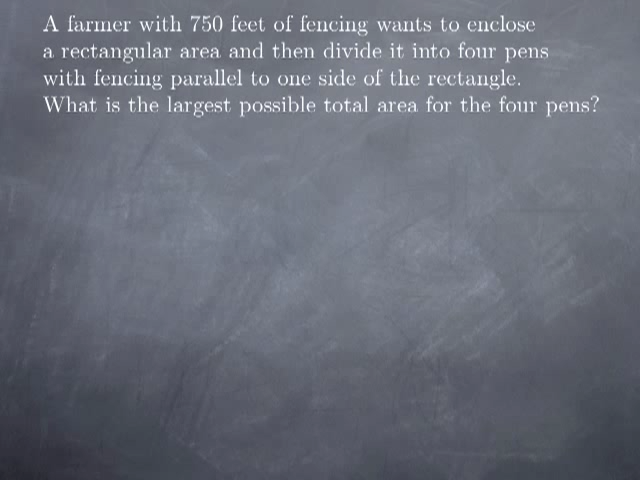 A farmer with 750 feet of fencing wants to enclose
a rectangular area and then divide it into four pens
with fencing parallel to one side of the rectangle.
What is the largest possible total area for the four pens?